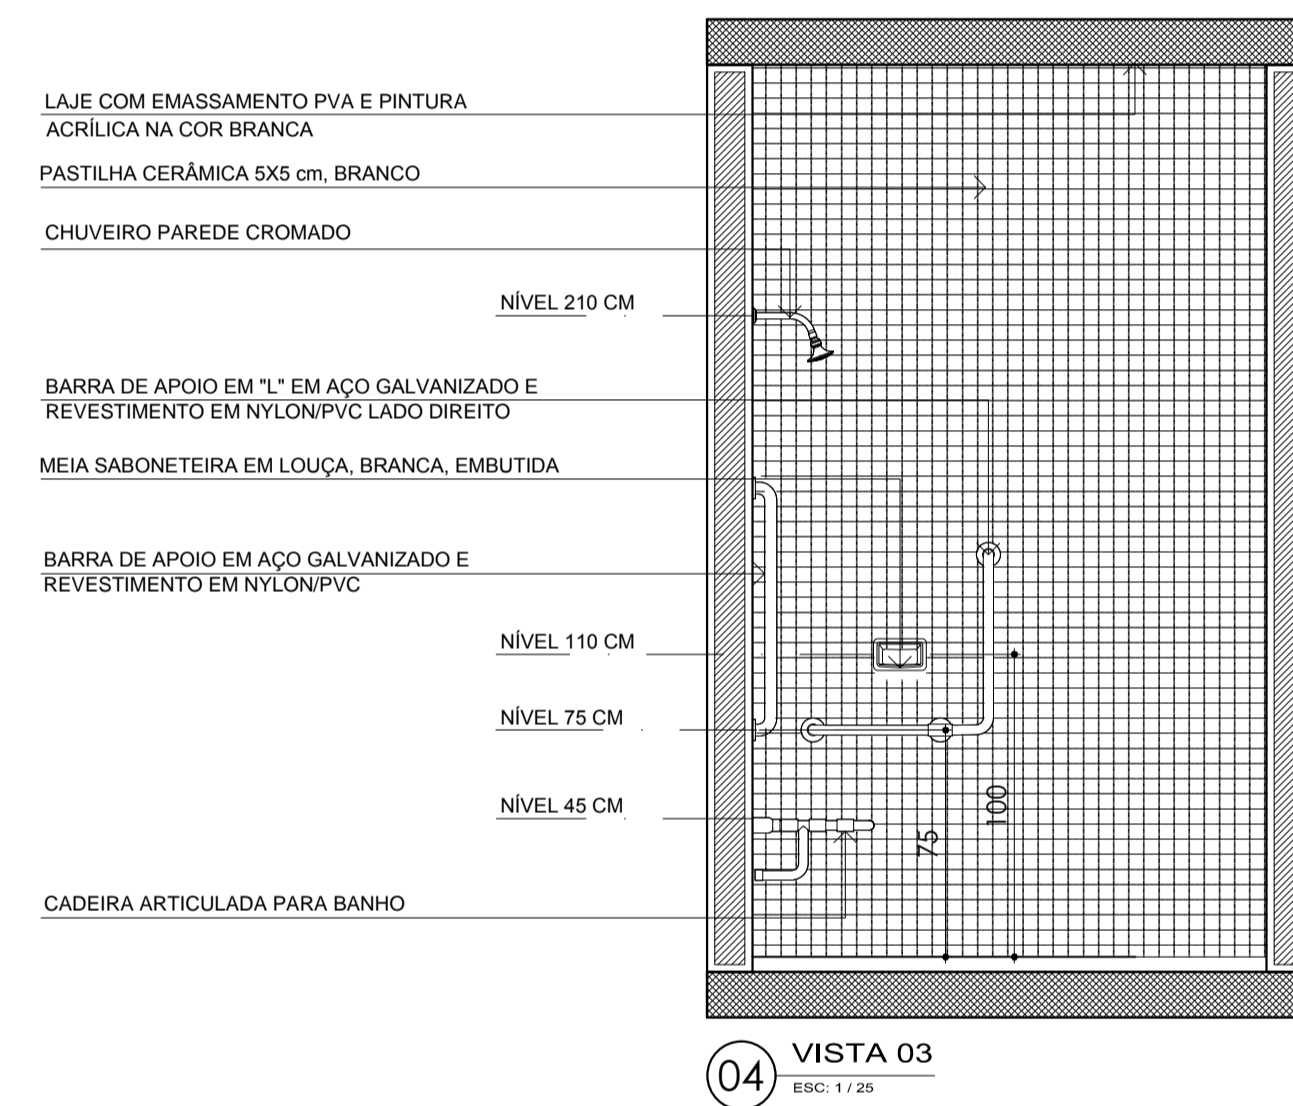 LAJE COM EMASSAMENTO PVA E PINTURA
ACRÍLICA NA COR BRANCA
PASTILHA CERÂMICA 5X5 cm, BRANCO
CHUVEIRO PAREDE CROMADO
NÍVEL 210 CM
BARRA DE APOIO EM "L" EM AÇO GALVANIZADO E
REVESTIMENTO EM NYLON/PVC LADO DIREITO
MEIA SABONETEIRA EM LOUÇA, BRANCA, EMBUTIDA
BARRA DE APOIO EM AÇO GALVANIZADO E
REVESTIMENTO EM NYLON/PVC
NÍVEL 110 CM
NÍVEL 75 CM
NÍVEL 45 CM
CADEIRA ARTICULADA PARA BANHO
75
100
04
VISTA 03
ESC: 1 / 25